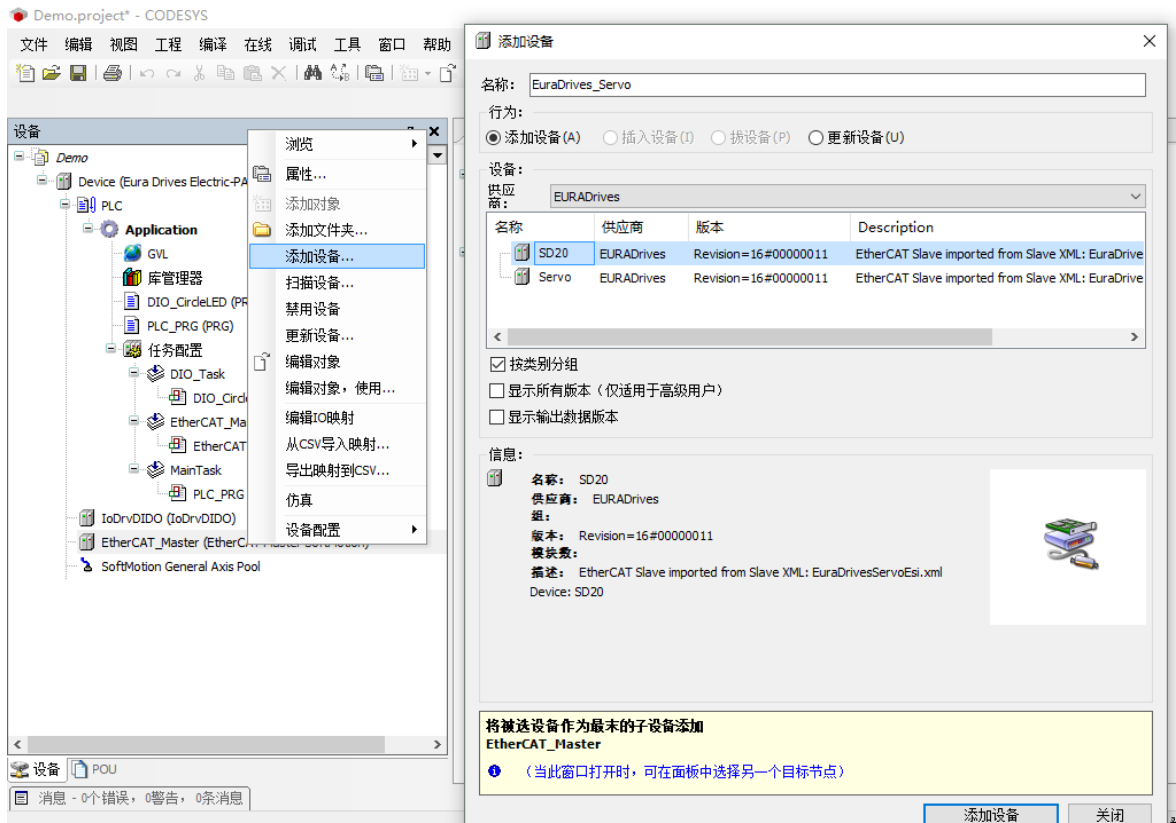 Demo.project* - CODESYS
文件 编辑 视图 工程 编译 在线 调试 工具 窗口 帮助
设备
Demo
Device (Eura Drives Electric-PA
PLC
Application
GVL
库管理器
DIO_CircleLED (PR
PLC_PRG (PRG)
任务配置
DIO_Task
DIO_Circl
EtherCAT_Ma
EtherCAT
MainTask
PLC_PRG
IoDrvDIDO (IoDrvDIDO)
EtherCAT_Master (EtherC
SoftMotion General Axis Pool
设备 POU
消息 - 0个错误，0警告，0条消息
浏览
属性...
添加对象
添加文件夹...
添加设备...
扫描设备...
禁用设备
更新设备...
编辑对象
编辑对象，使用...
编辑IO映射
从CSV导入映射...
导出映射到CSV...
仿真
设备配置
添加设备
名称： EuraDrives_Servo
行为：
添加设备(A) 插入设备(I) 拔设备(P) 更新设备(U)
设备：
供应商： EURADrives
名称 供应商 版本 Description
SD20 EURADrives Revision=16#00000011 EtherCAT Slave imported from Slave XML: EuraDrive
Servo EURADrives Revision=16#00000011 EtherCAT Slave imported from Slave XML: EuraDrive
按类别分组
显示所有版本（仅适用于高级用户）
显示输出数据版本
信息：
名称： SD20
供应商： EURADrives
组：
版本： Revision=16#00000011
模块数：
描述： EtherCAT Slave imported from Slave XML: EuraDrivesServoEsi.xml
Device: SD20
将被选设备作为最末的子设备添加
EtherCAT_Master
（当此窗口打开时，可在面板中选择另一个目标节点）
添加设备 关闭